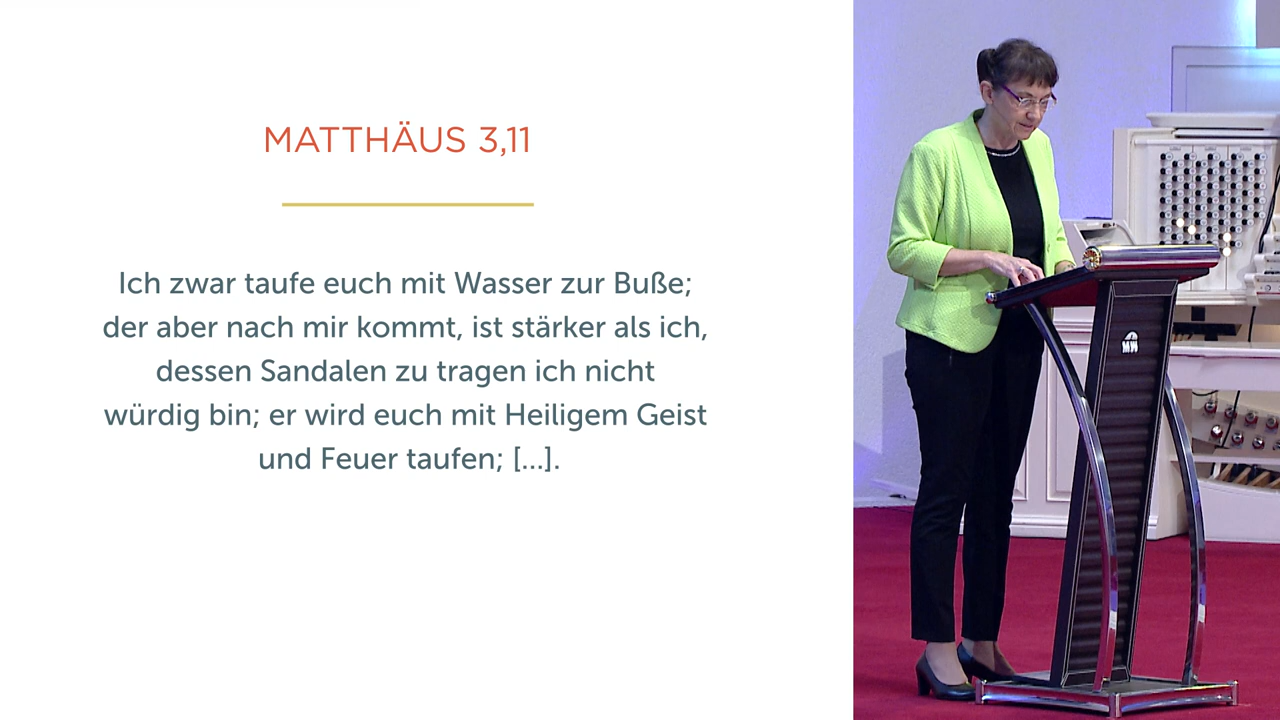 MATTHÄUS 3,11
Ich zwar taufe euch mit Wasser zur Buße;
der aber nach mir kommt, ist stärker als ich,
dessen Sandalen zu tragen ich nicht
würdig bin; er wird euch mit Heiligem Geist
und Feuer taufen; [...].